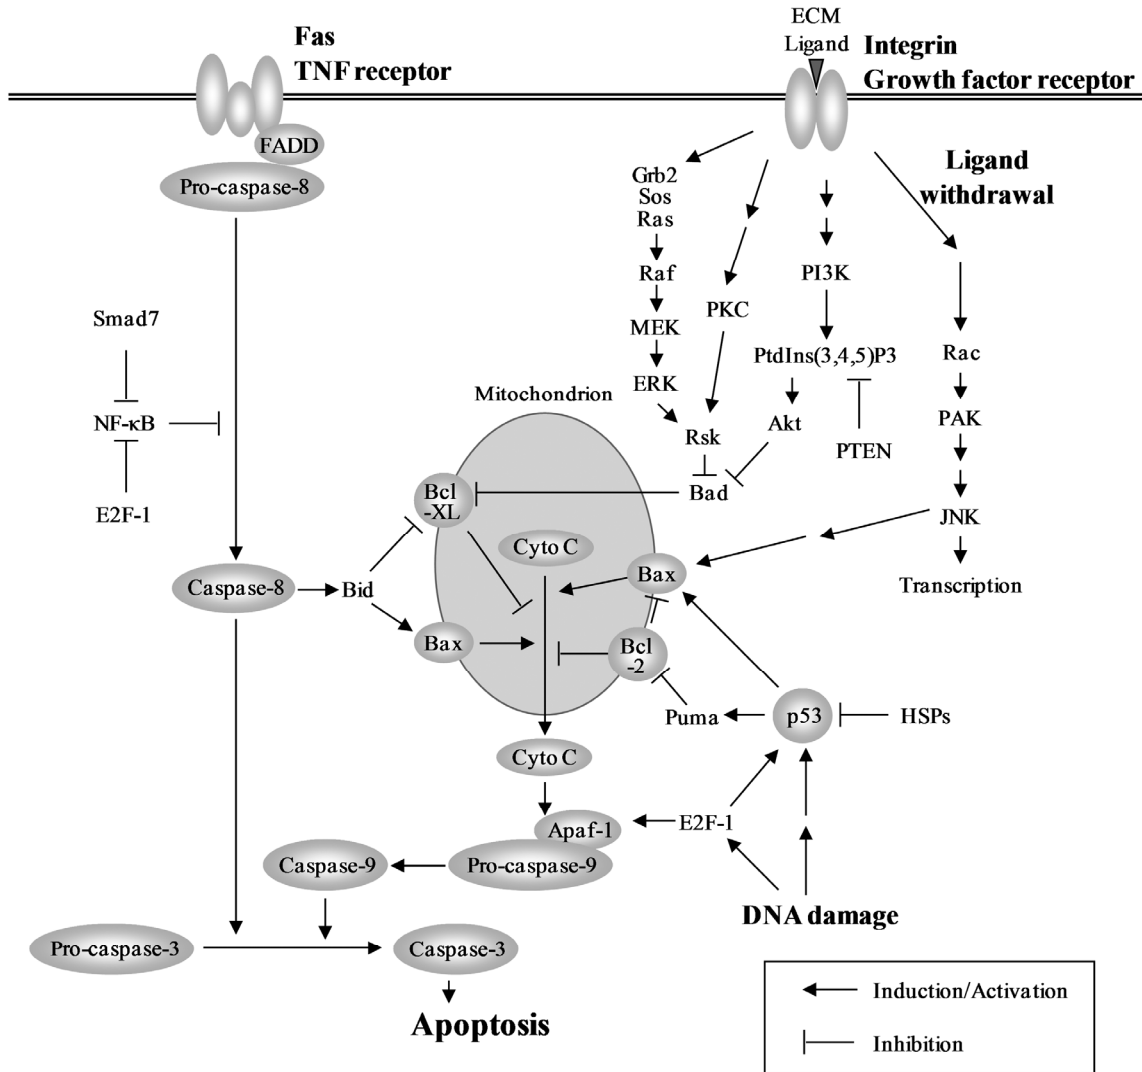 Fas
TNF receptor
ECM
Ligand
Integrin
Growth factor receptor
FADD
Pro-caspase-8
Ligand
withdrawal
Grb2
Sos
Ras
Raf
MEK
ERK
PKC
Rsk
PI3K
PtdIns(3,4,5)P3
Akt
PTEN
Bad
Rac
PAK
JNK
Transcription
Smad7
NF-κB
E2F-1
Mitochondrion
Bcl
-XL
Cyto C
Bax
Caspase-8
Bid
Bax
Bcl
-2
Puma
p53
HSPs
Cyto C
Apaf-1
E2F-1
Caspase-9
Pro-caspase-9
DNA damage
Pro-caspase-3
Caspase-3
Apoptosis
Induction/Activation
Inhibition